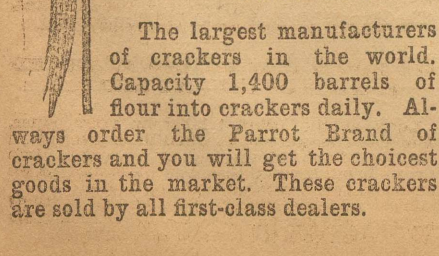 The largest manufacturers
of crackers in the world.
Capacity 1,400 barrels of
flour into crackers daily. Al-
ways order the Parrot Brand of
crackers and you will get the choicest
goods in the market. These crackers
are sold by all first-class dealers.